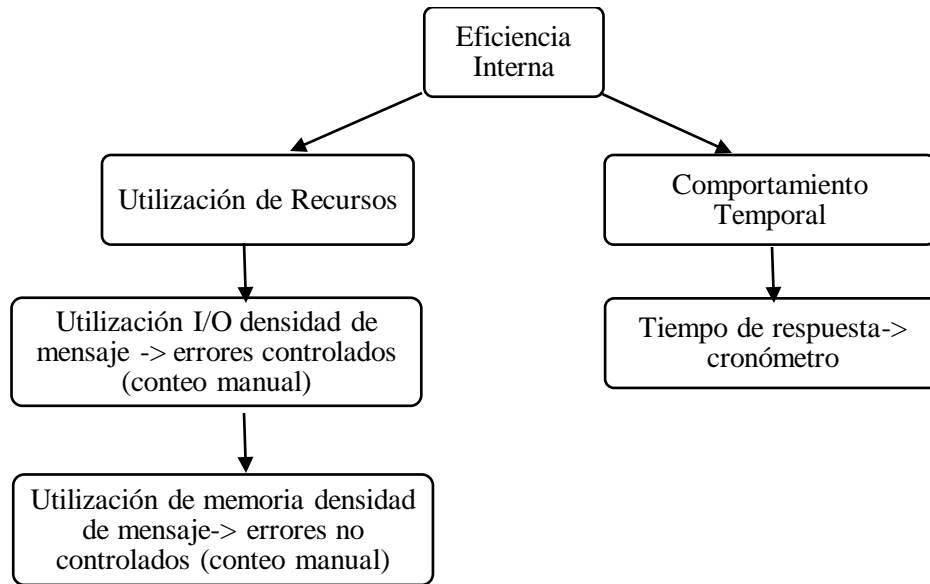 Eficiencia
Interna
Utilización de Recursos
Comportamiento
Temporal
Utilización I/O densidad de
mensaje -> errores controlados
(conteo manual)
Tiempo de respuesta->
cronómetro
Utilización de memoria densidad
de mensaje-> errores no
controlados (conteo manual)